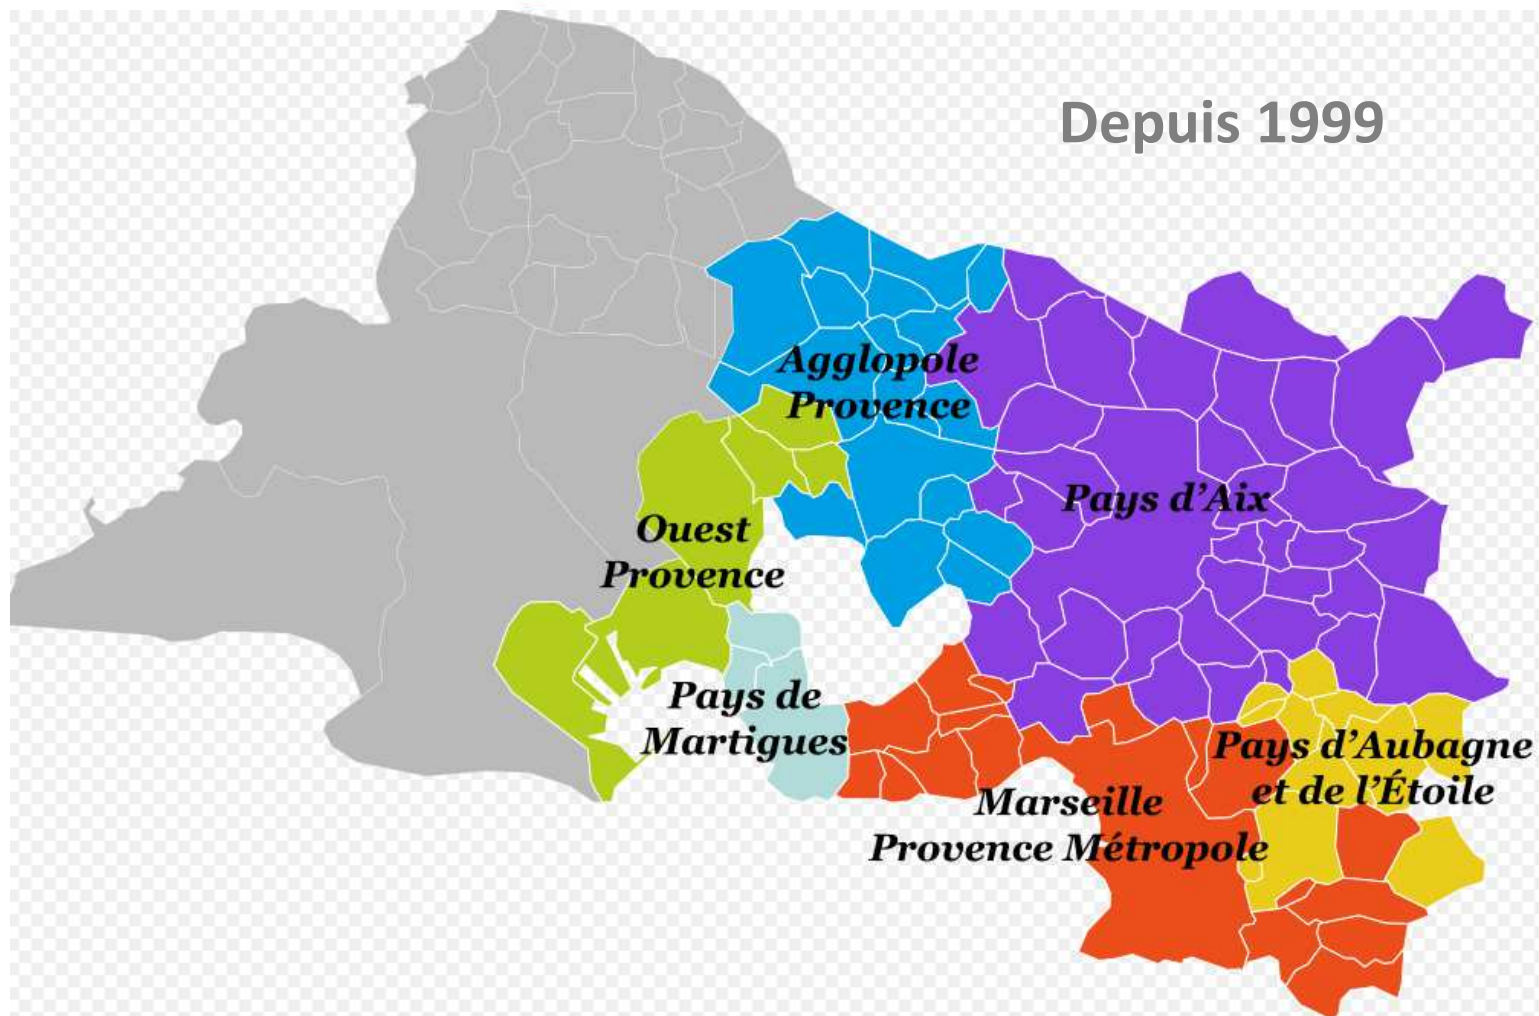 Depuis 1999
Agglopole
Provence
Pays d’Aix
Ouest
Provence
Pays de
Martigues
Pays d’Aubagne
et de l’Étoile
Marseille
Provence Métropole